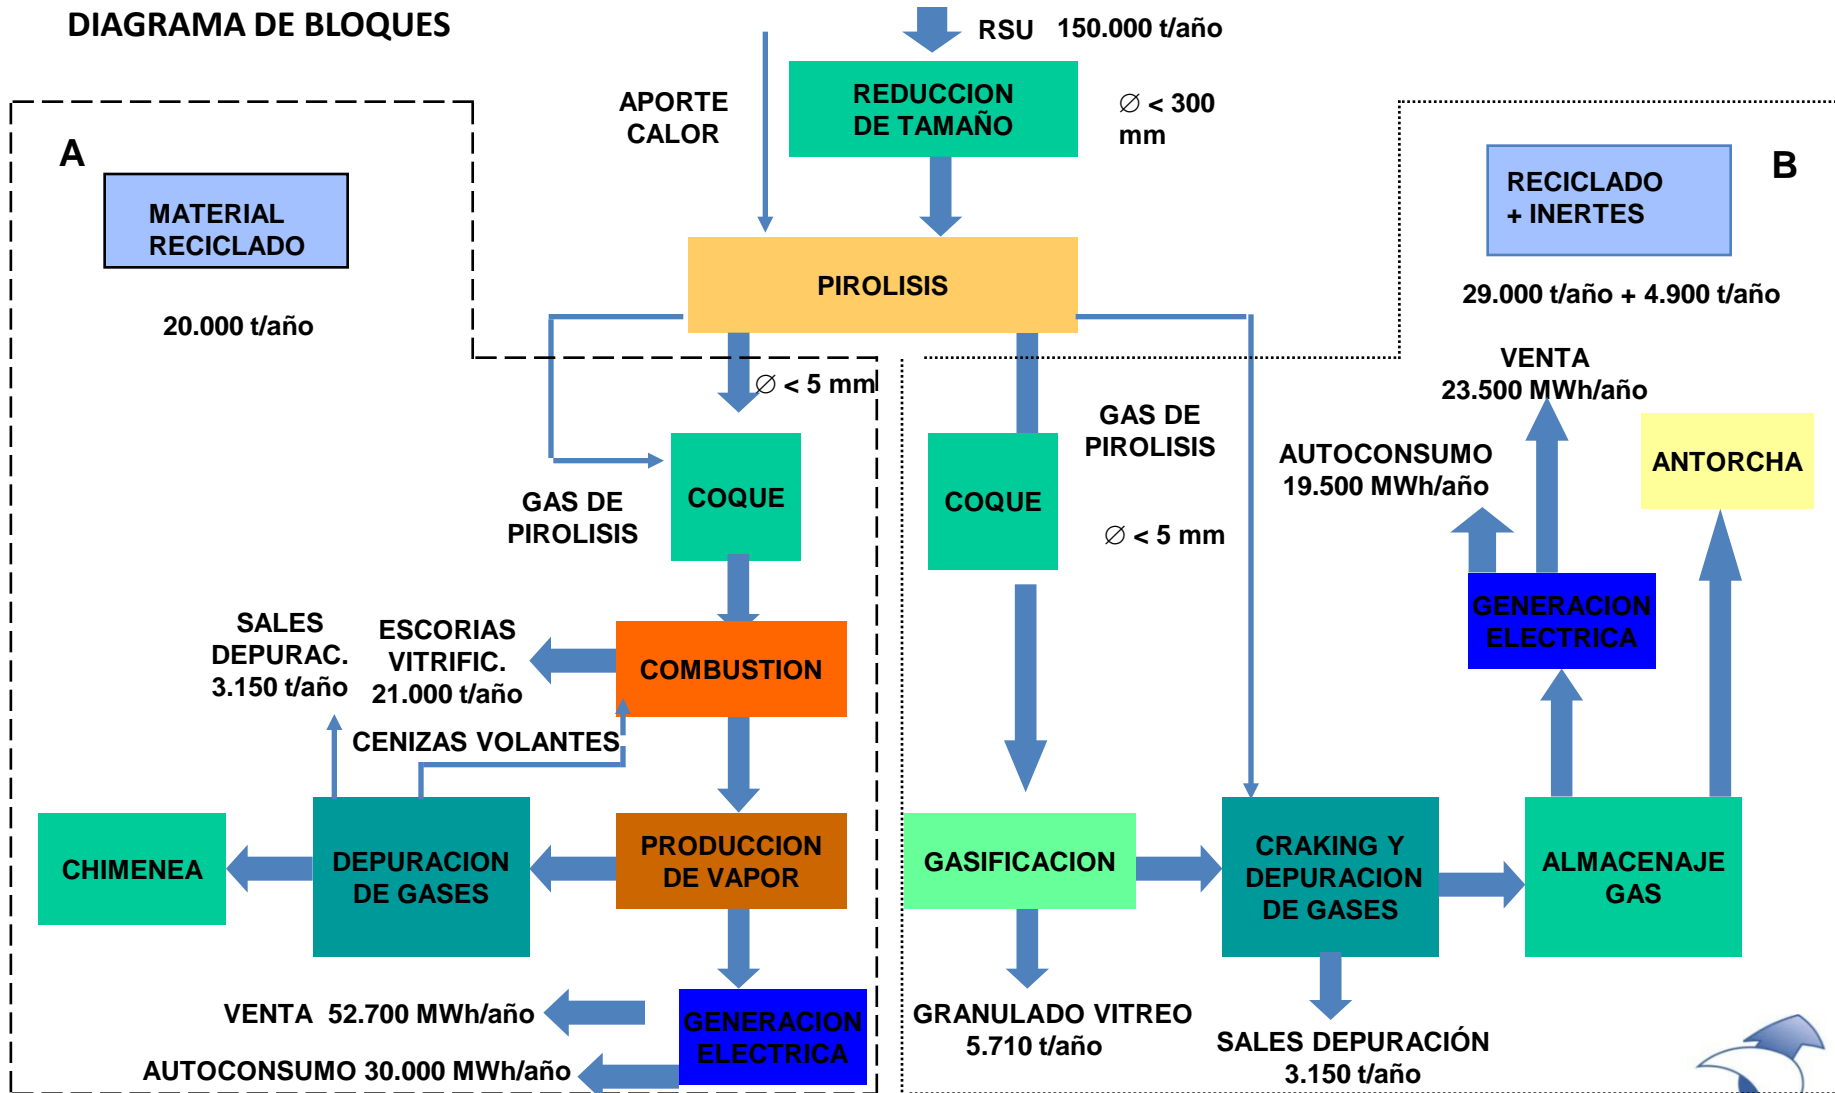 DIAGRAMA DE BLOQUES
RSU 150.000 t/año
APORTE
CALOR
REDUCCION
DE TAMAÑO
∅ < 300
mm
A
MATERIAL
RECICLADO
20.000 t/año
B
RECICLADO
+ INERTES
29.000 t/año + 4.900 t/año
PIROLISIS
∅ < 5 mm
GAS DE
PIROLISIS
COQUE
SALES
DEPURAC.
3.150 t/año
ESCORIAS
VITRIFIC.
21.000 t/año
COMBUSTION
CENIZAS VOLANTES
CHIMENEA
DEPURACION
DE GASES
PRODUCCION
DE VAPOR
VENTA 52.700 MWh/año
AUTOCONSUMO 30.000 MWh/año
GENERACION
ELECTRICA
COQUE
GAS DE
PIROLISIS
∅ < 5 mm
VENTA
23.500 MWh/año
AUTOCONSUMO
19.500 MWh/año
ANTORCHA
GENERACION
ELECTRICA
GASIFICACION
CRAKING Y
DEPURACION
DE GASES
ALMACENAJE
GAS
GRANULADO VITREO
5.710 t/año
SALES DEPURACIÓN
3.150 t/año